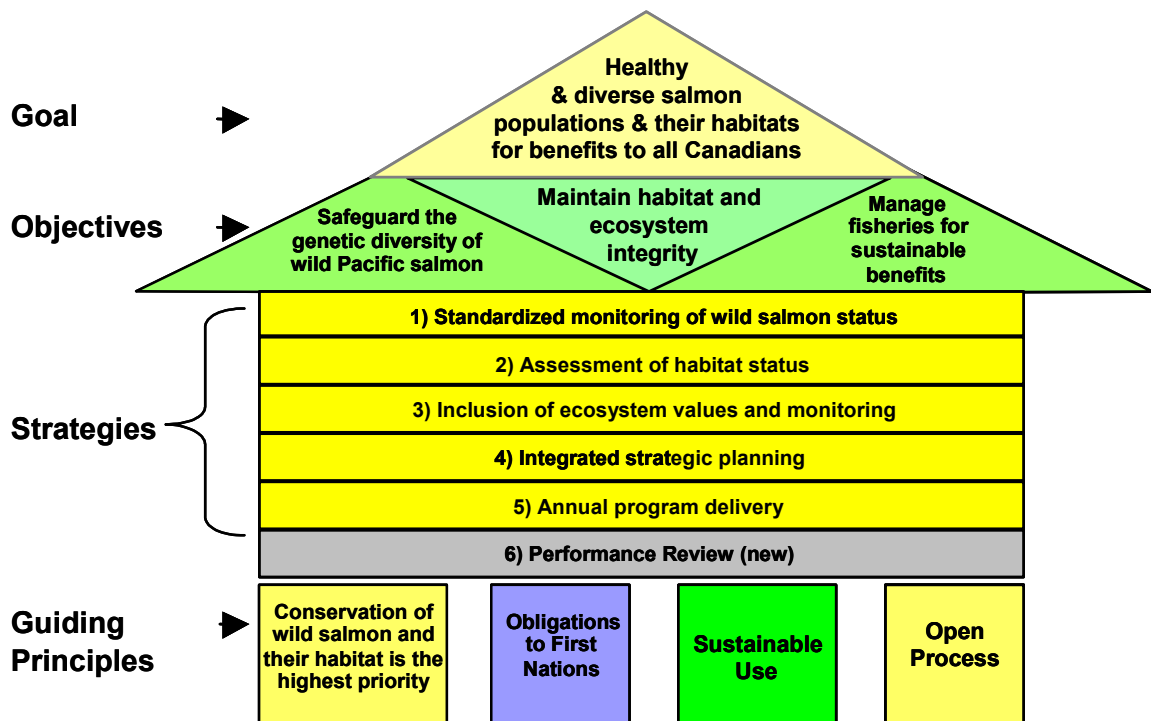 Goal
Healthy
& diverse salmon
populations & their habitats
for benefits to all Canadians
Objectives
Safeguard the
genetic diversity of
wild Pacific salmon
Maintain habitat and
ecosystem
integrity
Manage
fisheries for
sustainable
benefits
Strategies
1) Standardized monitoring of wild salmon status
2) Assessment of habitat status
3) Inclusion of ecosystem values and monitoring
4) Integrated strategic planning
5) Annual program delivery
6) Performance Review (new)
Guiding
Principles
Conservation of
wild salmon and
their habitat is the
highest priority
Obligations
to First
Nations
Sustainable
Use
Open
Process